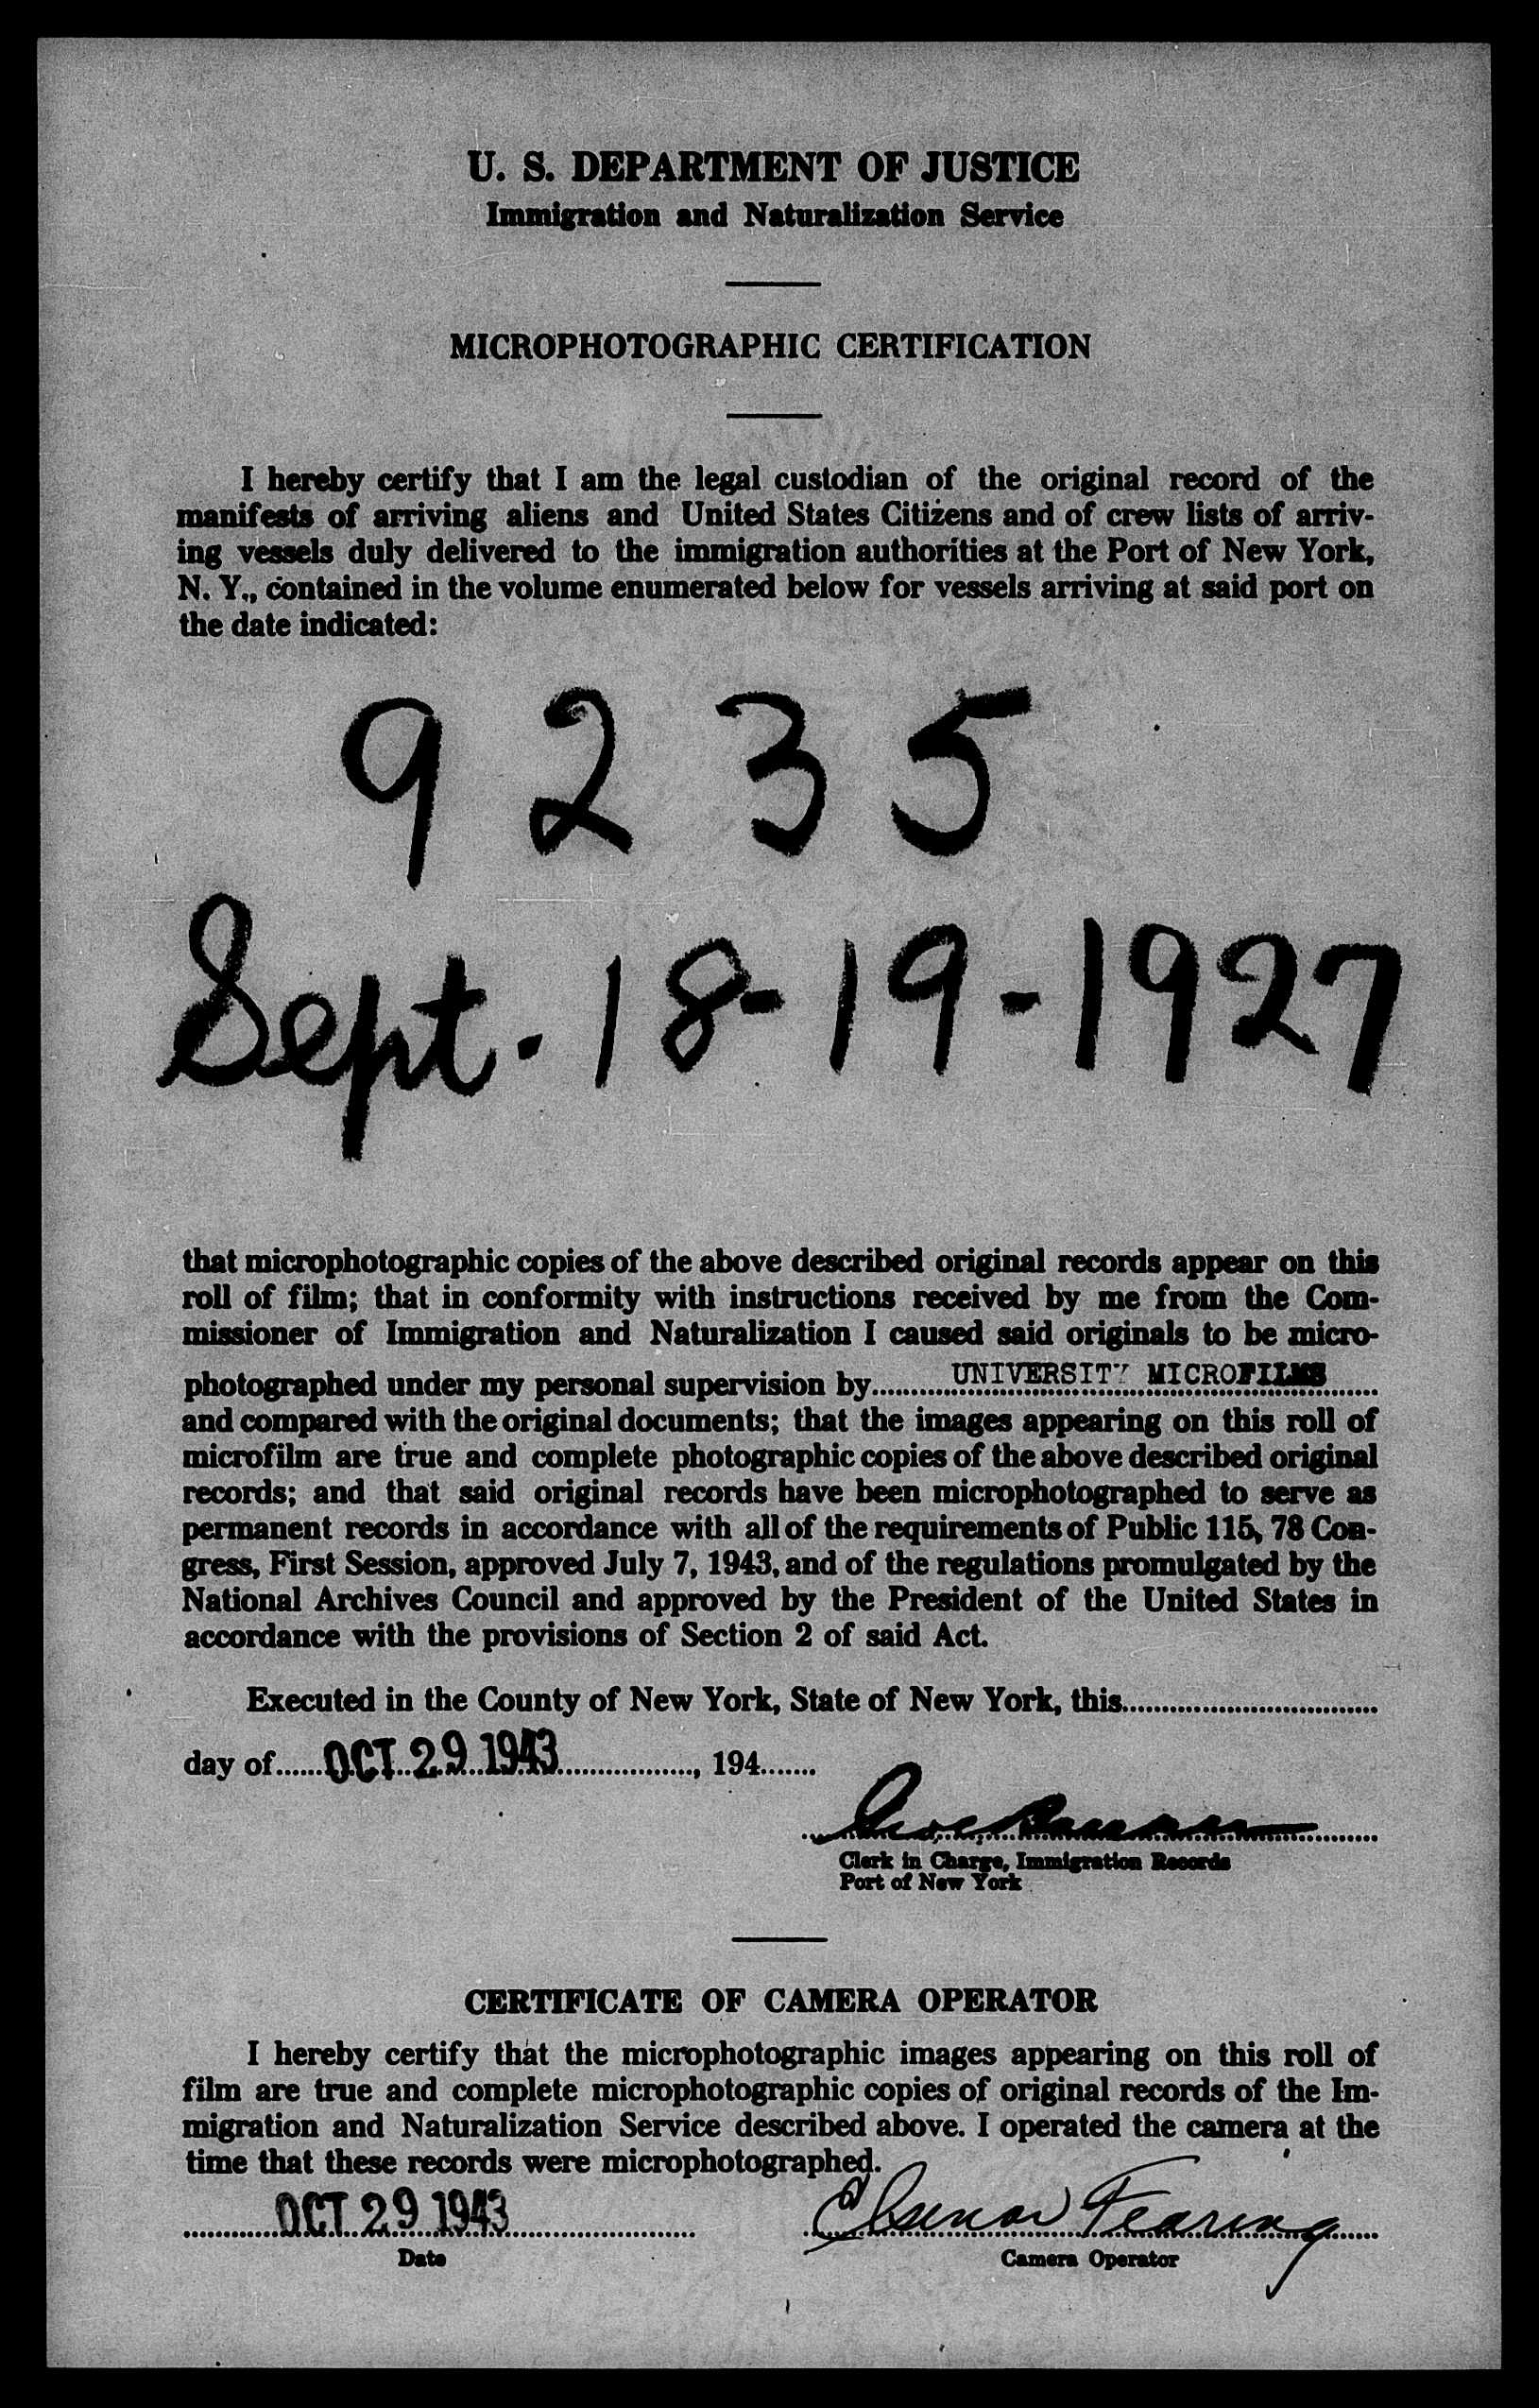 U. S. DEPARTMENT OF JUSTICE
Immigration and Naturalization Service
MICROPHOTOGRAPHIC CERTIFICATION
I hereby certify that I am the legal custodian of the original record of the
manifests of arriving aliens and United States Citizens and of crew lists of arriv-
ing vessels duly delivered to the immigration authorities at the Port of New York,
N. Y., contained in the volume enumerated below for vessels arriving at said port on
the date indicated:
9 2 3 5
Sept. 18-19-1927
that microphotographic copies of the above described original records appear on this
roll of film; that in conformity with instructions received by me from the Com-
missioner of Immigration and Naturalization I caused said originals to be micro-
photographed under my personal supervision by UNIVERSITY MICROFILMS
and compared with the original documents; that the images appearing on this roll of
microfilm are true and complete photographic copies of the above described original
records; and that said original records have been microphotographed to serve as
permanent records in accordance with all of the requirements of Public 115, 78 Con-
gress, First Session, approved July 7, 1943, and of the regulations promulgated by the
National Archives Council and approved by the President of the United States in
accordance with the provisions of Section 2 of said Act.
Executed in the County of New York, State of New York, this
day of OCT 29 1943, 194
Clerk in Charge, Immigration Records
Port of New York
CERTIFICATE OF CAMERA OPERATOR
I hereby certify that the microphotographic images appearing on this roll of
film are true and complete microphotographic copies of original records of the Im-
migration and Naturalization Service described above. I operated the camera at the
time that these records were microphotographed.
OCT 29 1943 Fearing
Date Camera Operator